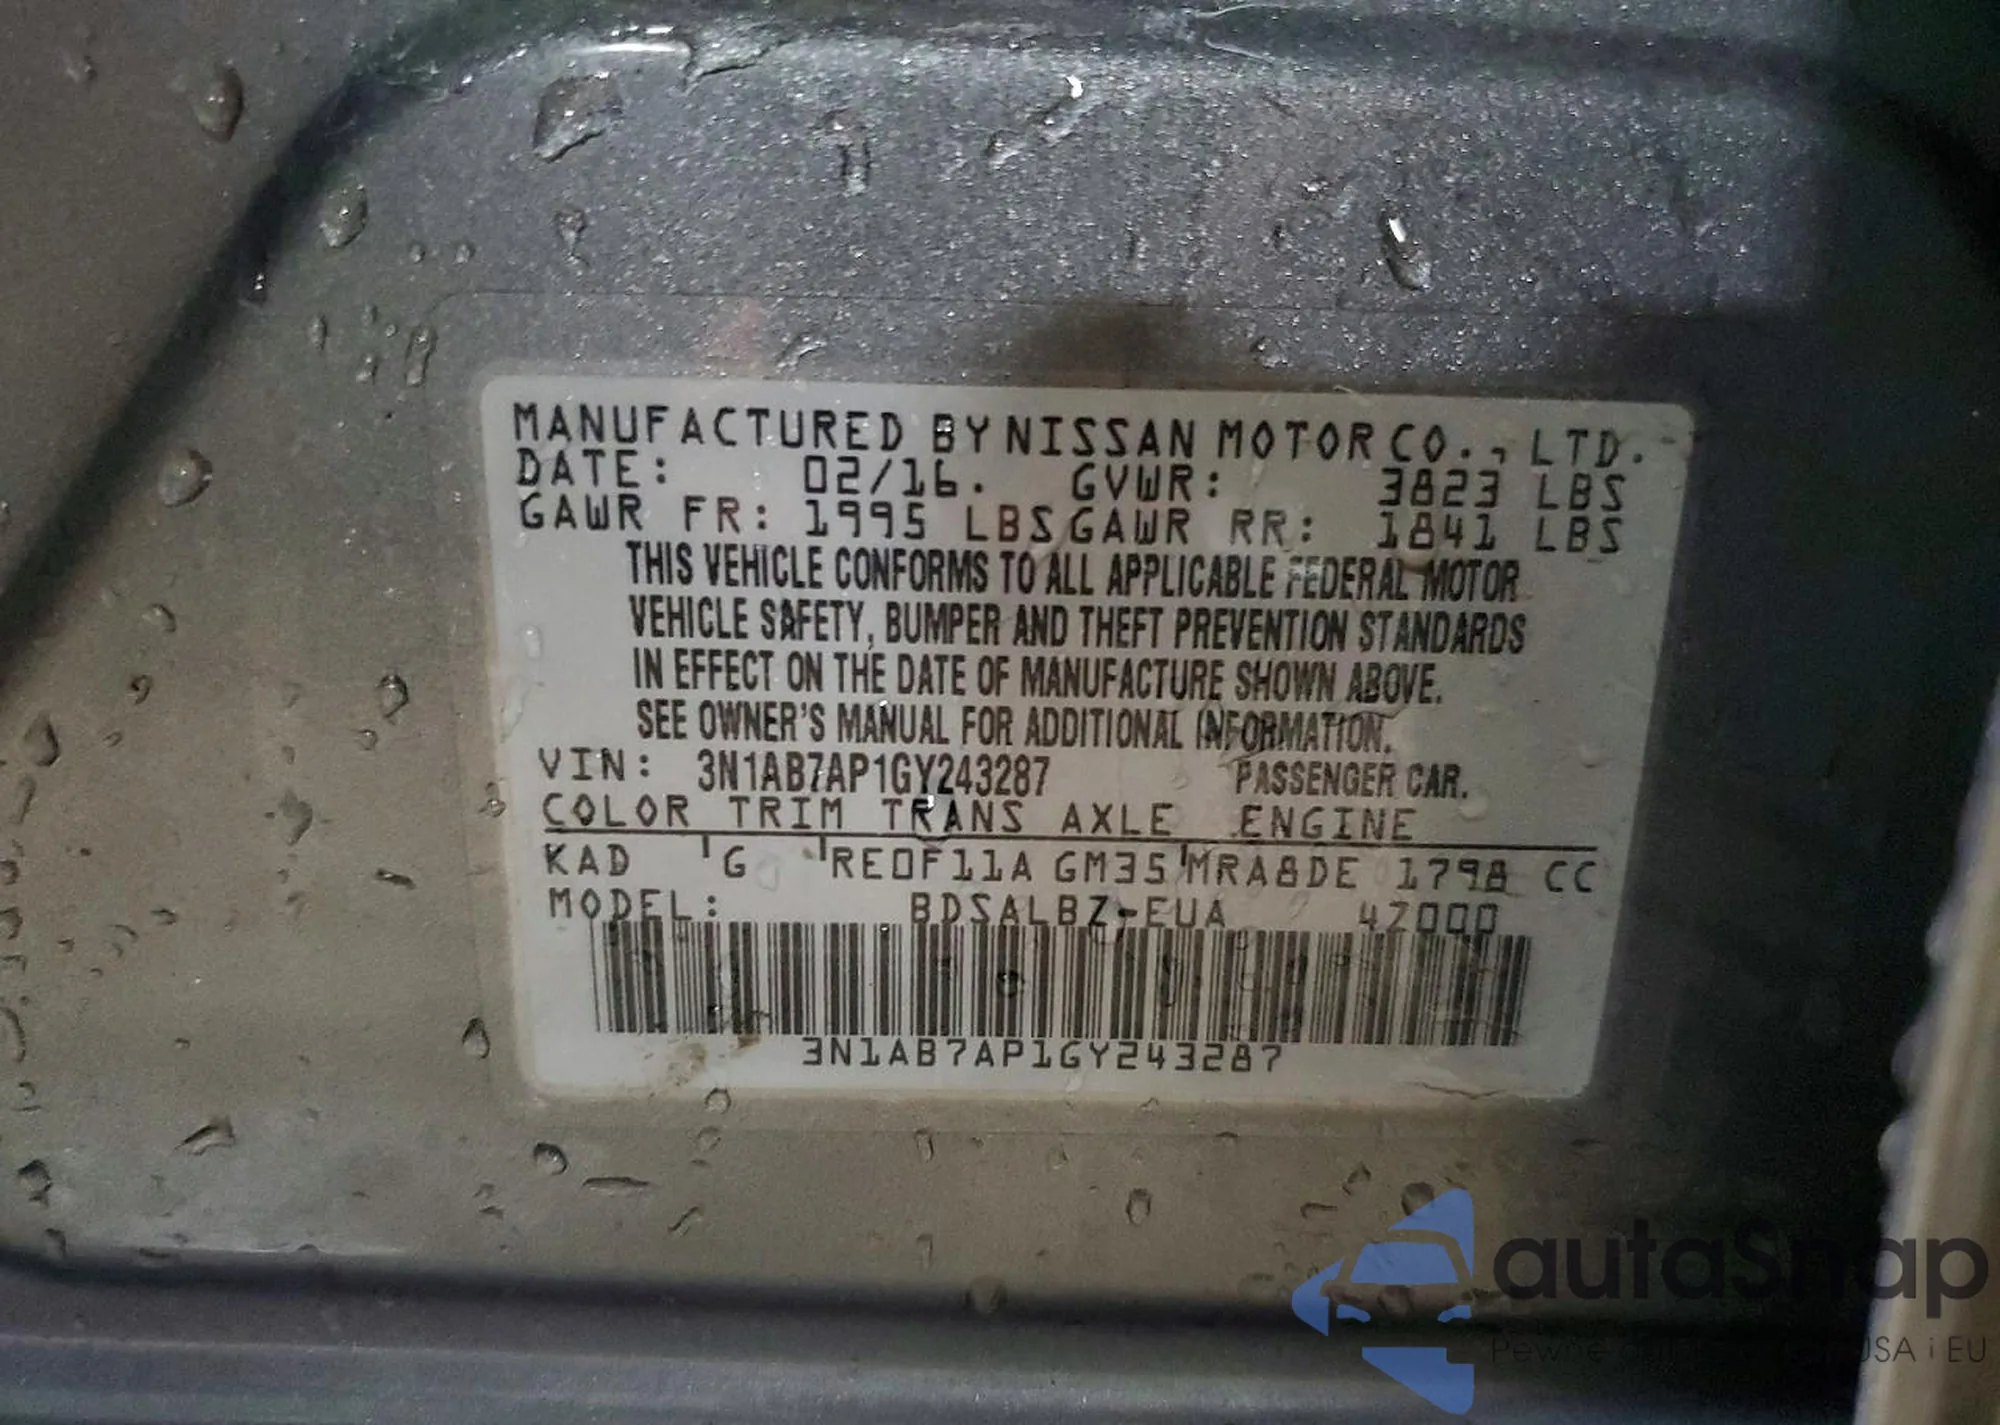 MANUFACTURED BY NISSAN MOTOR CO., LTD.
DATE: 02/16. GVWR: 3823 LBS
GAWR FR: 1995 LBS GAWR RR: 1841 LBS
THIS VEHICLE CONFORMS TO ALL APPLICABLE FEDERAL MOTOR
VEHICLE SAFETY, BUMPER AND THEFT PREVENTION STANDARDS
IN EFFECT ON THE DATE OF MANUFACTURE SHOWN ABOVE.
SEE OWNER'S MANUAL FOR ADDITIONAL INFORMATION.
VIN: 3N1AB7AP1GY243287 PASSENGER CAR.
COLOR TRIM TRANS AXLE ENGINE
KAD G RE0F11A GM35 MRA8DE 1798 CC
MODEL: BDSALBZ-EUA 42000
3N1AB7AP1GY243287
autaSnap
Pewne USA i EU